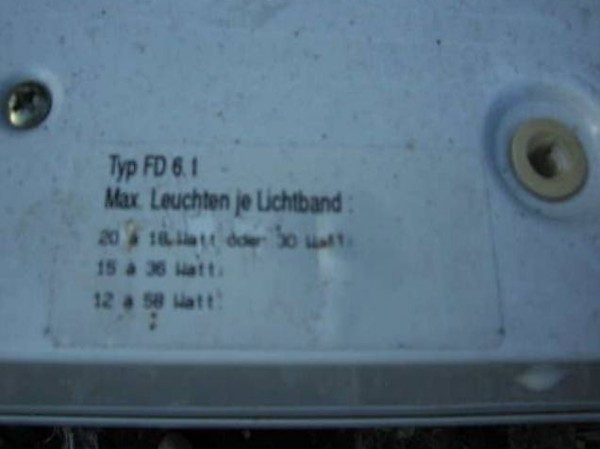 Typ FD 6.1
Max. Leuchten je Lichtband :
20 à 18 Watt oder 30 Watt.
15 à 36 Watt.
12 à 58 Watt.